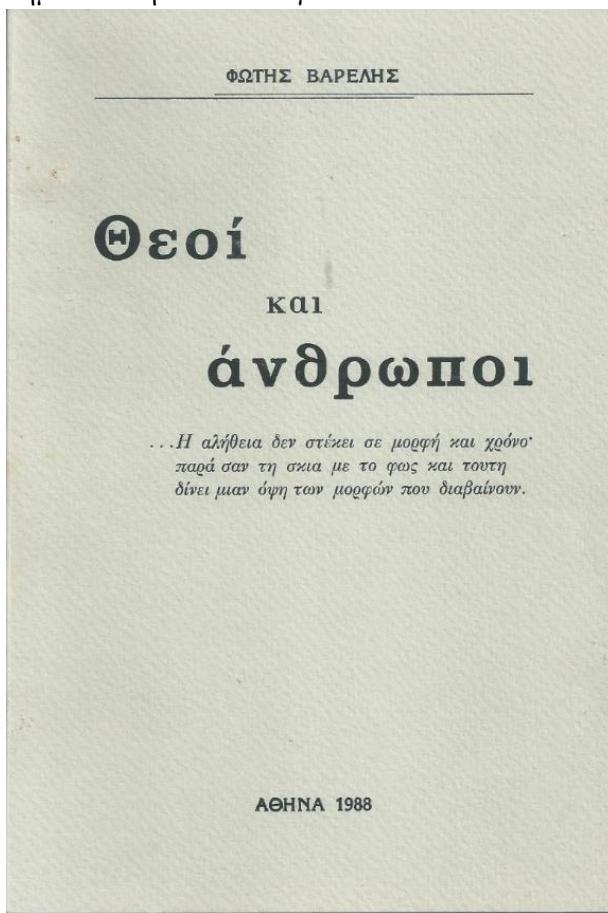 ΦΩΤΗΣ ΒΑΡΕΛΗΣ
Θεοί
και
άνθρωποι
...Η αλήθεια δεν στέκει σε μορφή και χρόνο·
παρά σαν τη σκια με το φως και τουτη
δίνει μιαν όψη των μορφών που διαβαίνουν.
ΑΘΗΝΑ 1988